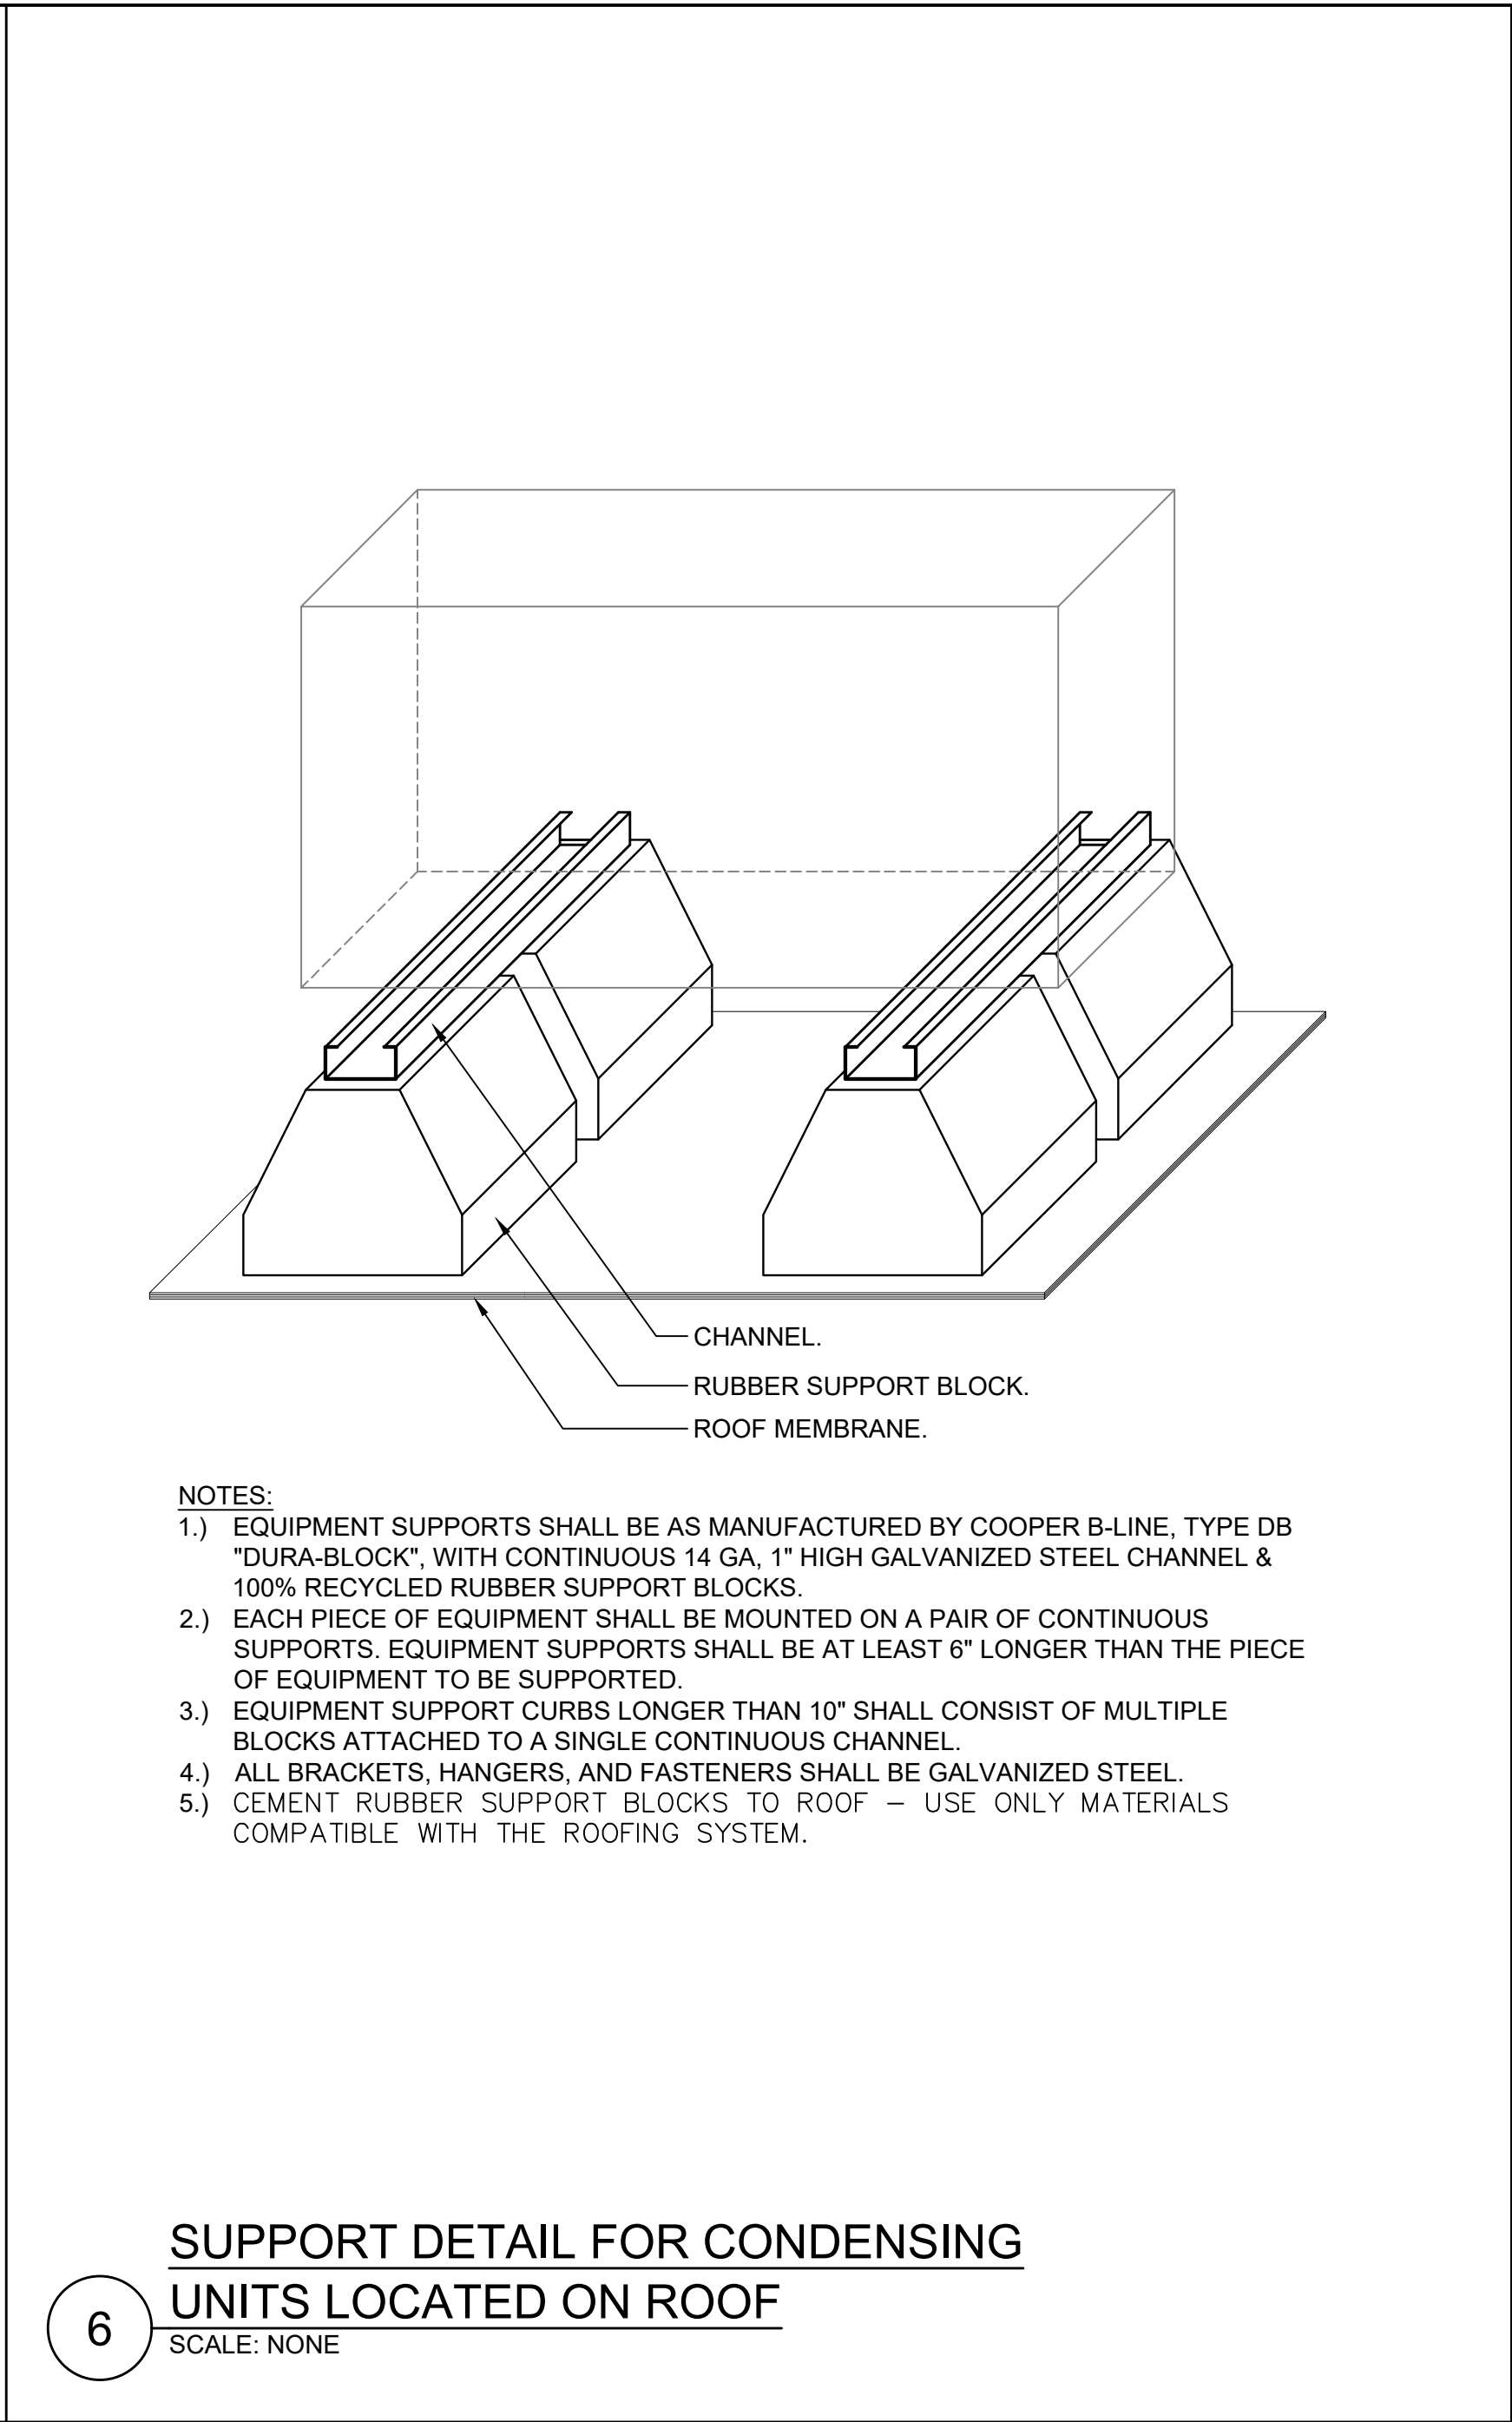 CHANNEL.
RUBBER SUPPORT BLOCK.
ROOF MEMBRANE.
NOTES:
1.) EQUIPMENT SUPPORTS SHALL BE AS MANUFACTURED BY COOPER B-LINE, TYPE DB
"DURA-BLOCK", WITH CONTINUOUS 14 GA, 1" HIGH GALVANIZED STEEL CHANNEL &
100% RECYCLED RUBBER SUPPORT BLOCKS.
2.) EACH PIECE OF EQUIPMENT SHALL BE MOUNTED ON A PAIR OF CONTINUOUS
SUPPORTS. EQUIPMENT SUPPORTS SHALL BE AT LEAST 6" LONGER THAN THE PIECE
OF EQUIPMENT TO BE SUPPORTED.
3.) EQUIPMENT SUPPORT CURBS LONGER THAN 10" SHALL CONSIST OF MULTIPLE
BLOCKS ATTACHED TO A SINGLE CONTINUOUS CHANNEL.
4.) ALL BRACKETS, HANGERS, AND FASTENERS SHALL BE GALVANIZED STEEL.
5.) CEMENT RUBBER SUPPORT BLOCKS TO ROOF – USE ONLY MATERIALS
COMPATIBLE WITH THE ROOFING SYSTEM.
SUPPORT DETAIL FOR CONDENSING
UNITS LOCATED ON ROOF
6
SCALE: NONE